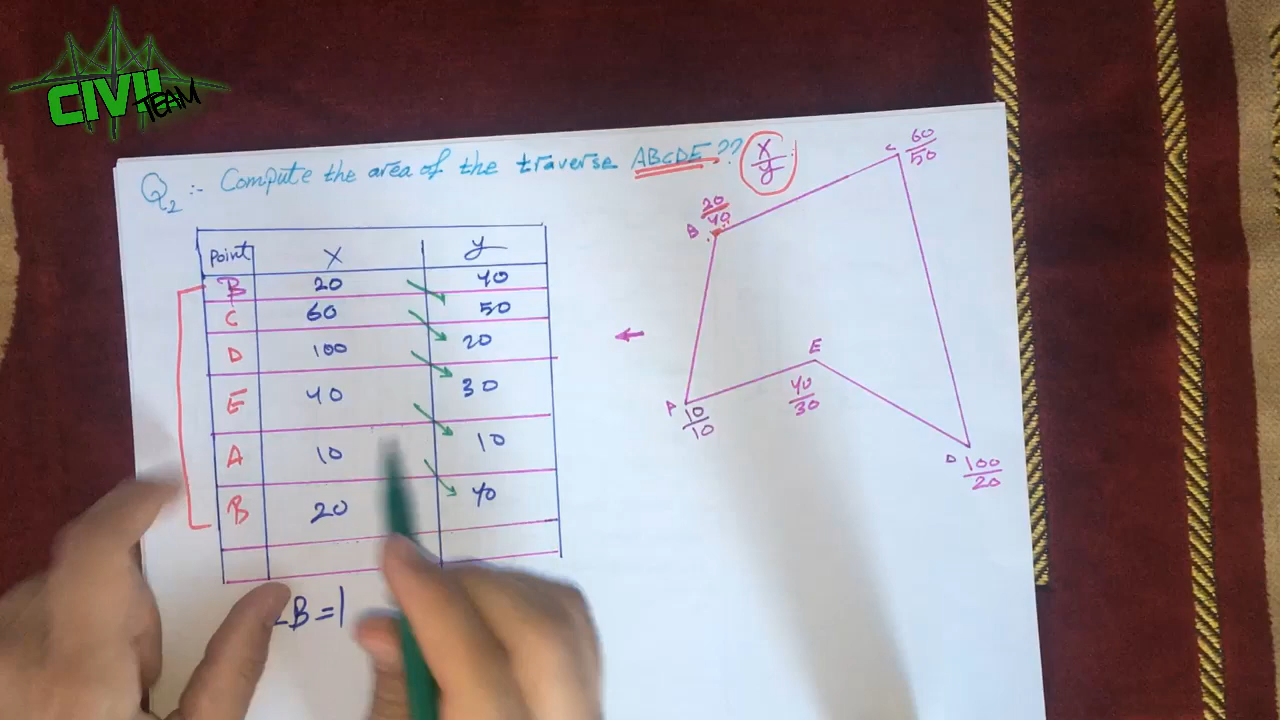 CIVIL
TEAM
Q2 :- Compute the area of the traverse ABCDE ?? x/y
Point X y
B 20 40
C 60 50
D 100 20
E 40 30
A 10 10
B 20 40
B = 1
C 60/50
B 20/40
E 40/30
A 10/10
D 100/20